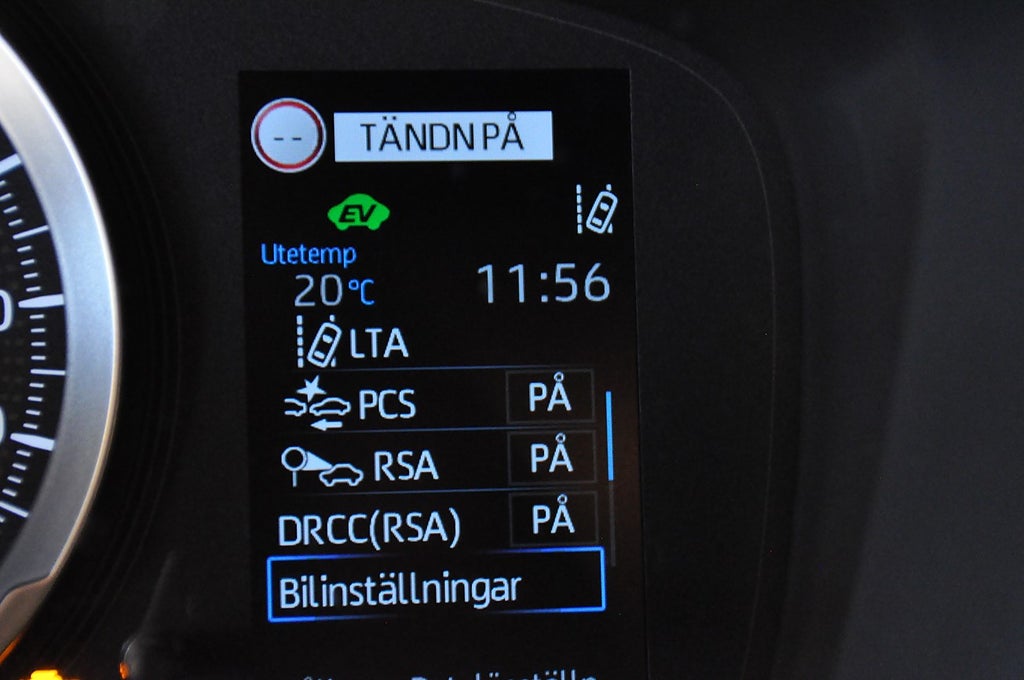 -- TÄNDN PÅ
EV
Utetemp
20 °C 11:56
LTA
PCS PÅ
RSA PÅ
DRCC(RSA) PÅ
Bilinställningar